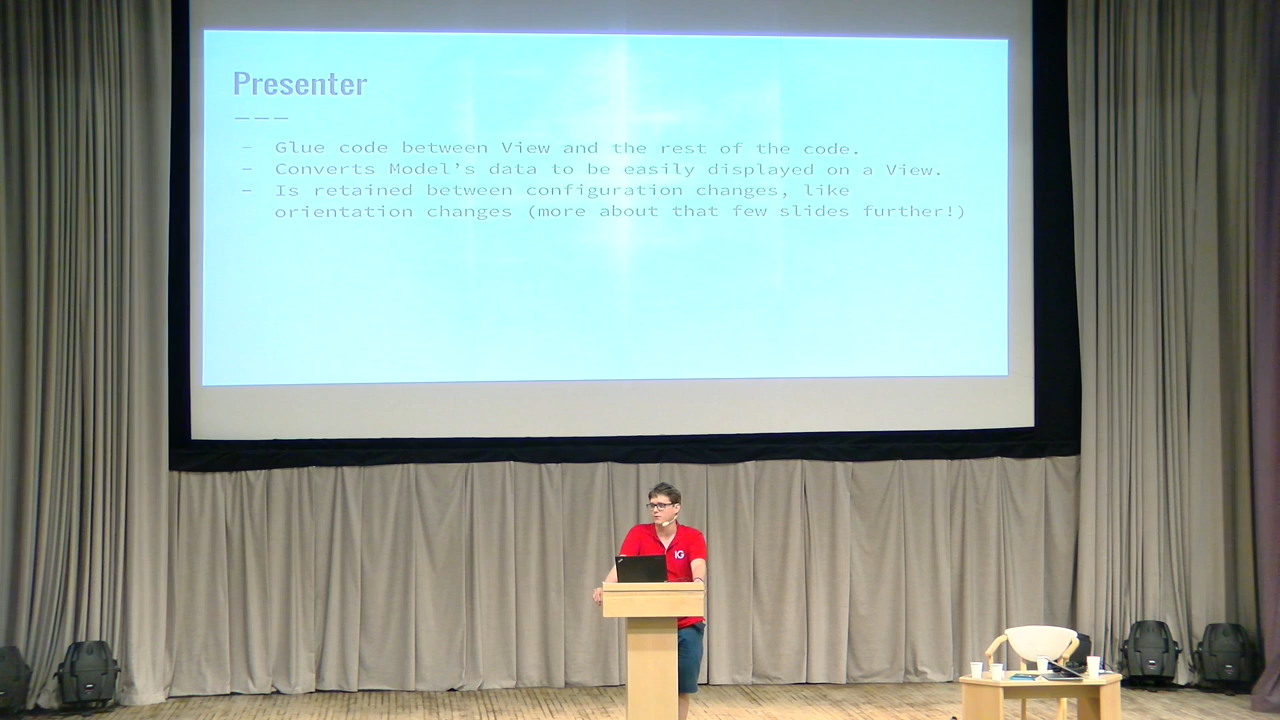 Presenter
- Glue code between View and the rest of the code.
- Converts Model's data to be easily displayed on a View.
- Is retained between configuration changes, like
orientation changes (more about that few slides further!)
IG